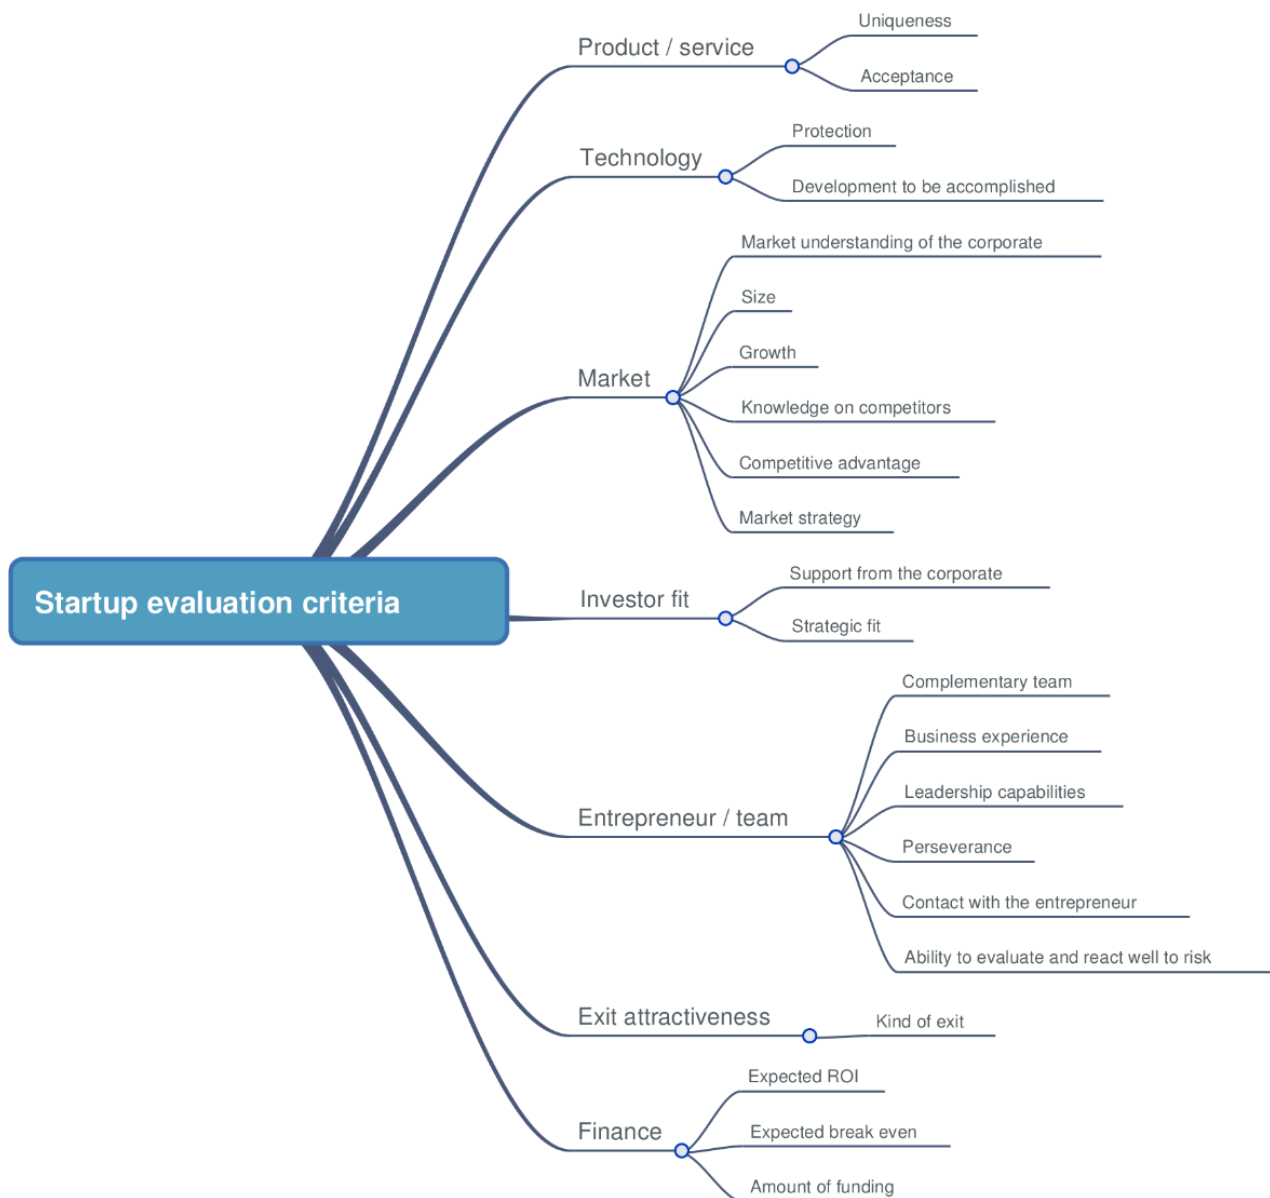 Uniqueness
Product / service
Acceptance
Protection
Technology
Development to be accomplished
Market understanding of the corporate
Size
Growth
Market
Knowledge on competitors
Competitive advantage
Market strategy
Startup evaluation criteria
Support from the corporate
Investor fit
Strategic fit
Complementary team
Business experience
Leadership capabilities
Entrepreneur / team
Perseverance
Contact with the entrepreneur
Ability to evaluate and react well to risk
Exit attractiveness
Kind of exit
Expected ROI
Finance
Expected break even
Amount of funding